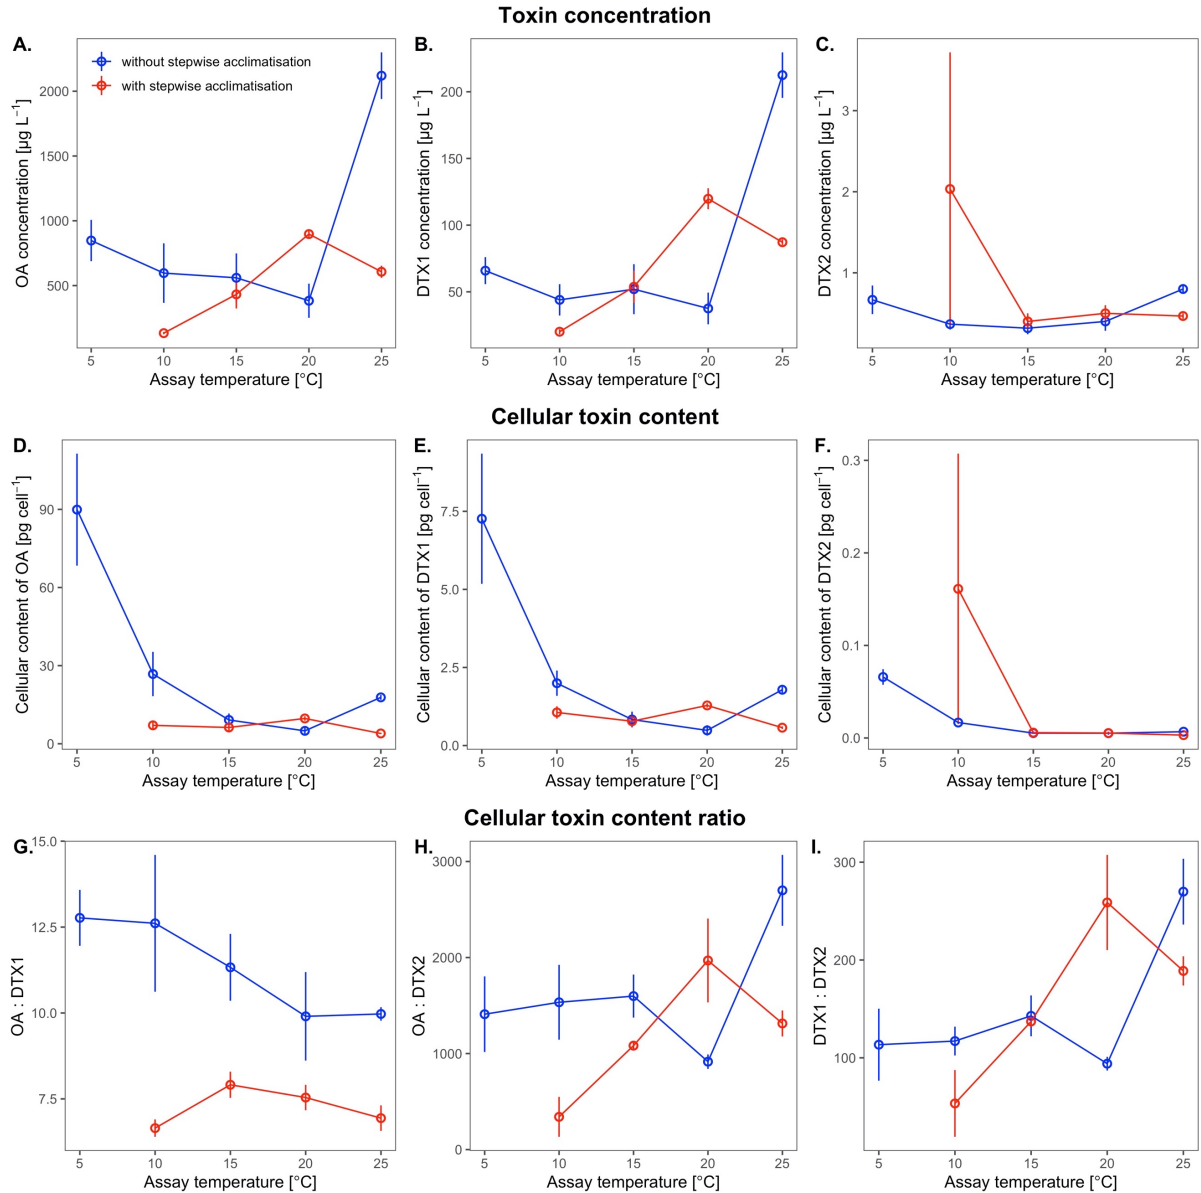 Toxin concentration
A.
without stepwise acclimatisation
with stepwise acclimatisation
OA concentration [µg L⁻¹]
2000
1500
1000
500
5 10 15 20 25
Assay temperature [°C]
B.
DTX1 concentration [µg L⁻¹]
200
150
100
50
5 10 15 20 25
Assay temperature [°C]
C.
DTX2 concentration [µg L⁻¹]
3
2
1
5 10 15 20 25
Assay temperature [°C]
Cellular toxin content
D.
Cellular content of OA [pg cell⁻¹]
90
60
30
0
5 10 15 20 25
Assay temperature [°C]
E.
Cellular content of DTX1 [pg cell⁻¹]
7.5
5.0
2.5
0.0
5 10 15 20 25
Assay temperature [°C]
F.
Cellular content of DTX2 [pg cell⁻¹]
0.3
0.2
0.1
0.0
5 10 15 20 25
Assay temperature [°C]
Cellular toxin content ratio
G.
OA : DTX1
15.0
12.5
10.0
7.5
5 10 15 20 25
Assay temperature [°C]
H.
OA : DTX2
3000
2000
1000
0
5 10 15 20 25
Assay temperature [°C]
I.
DTX1 : DTX2
300
200
100
5 10 15 20 25
Assay temperature [°C]